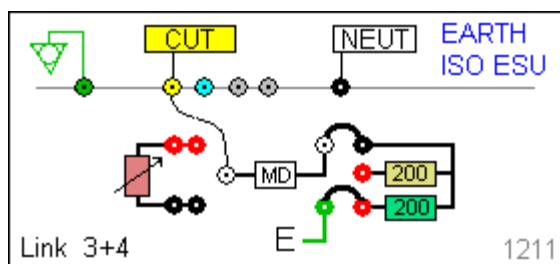 CUT
NEUT
EARTH
ISO ESU
MD
200
200
E
Link 3+4
1211